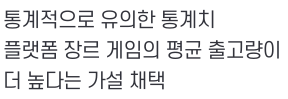 통계적으로 유의한 통계치
플랫폼 장르 게임의 평균 출고량이
더 높다는 가설 채택